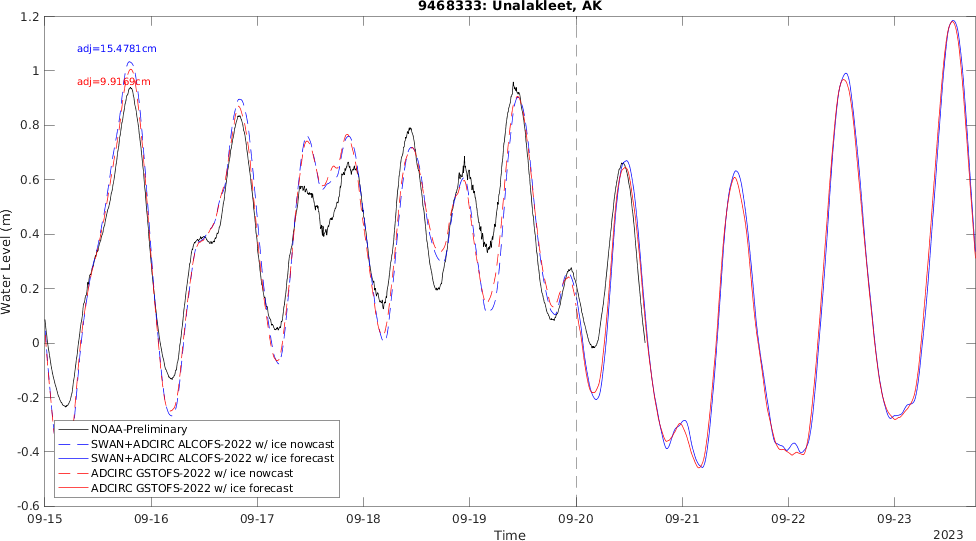 9468333: Unalakleet, AK
adj=15.4781cm
adj=9.9169cm
Water Level (m)
1.2
1
0.8
0.6
0.4
0.2
0
-0.2
-0.4
-0.6
NOAA-Preliminary
SWAN+ADCIRC ALCOFS-2022 w/ ice nowcast
SWAN+ADCIRC ALCOFS-2022 w/ ice forecast
ADCIRC GSTOFS-2022 w/ ice nowcast
ADCIRC GSTOFS-2022 w/ ice forecast
09-15 09-16 09-17 09-18 09-19 09-20 09-21 09-22 09-23
Time
2023